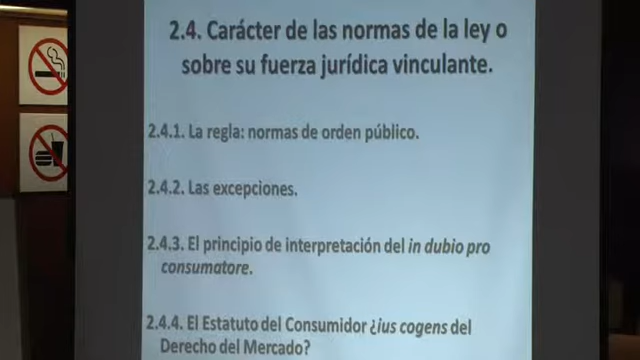 2.4. Carácter de las normas de la ley o
sobre su fuerza jurídica vinculante.
2.4.1. La regla: normas de orden público.
2.4.2. Las excepciones.
2.4.3. El principio de interpretación del in dubio pro
consumatore.
2.4.4. El Estatuto del Consumidor ¿ius cogens del
Derecho del Mercado?